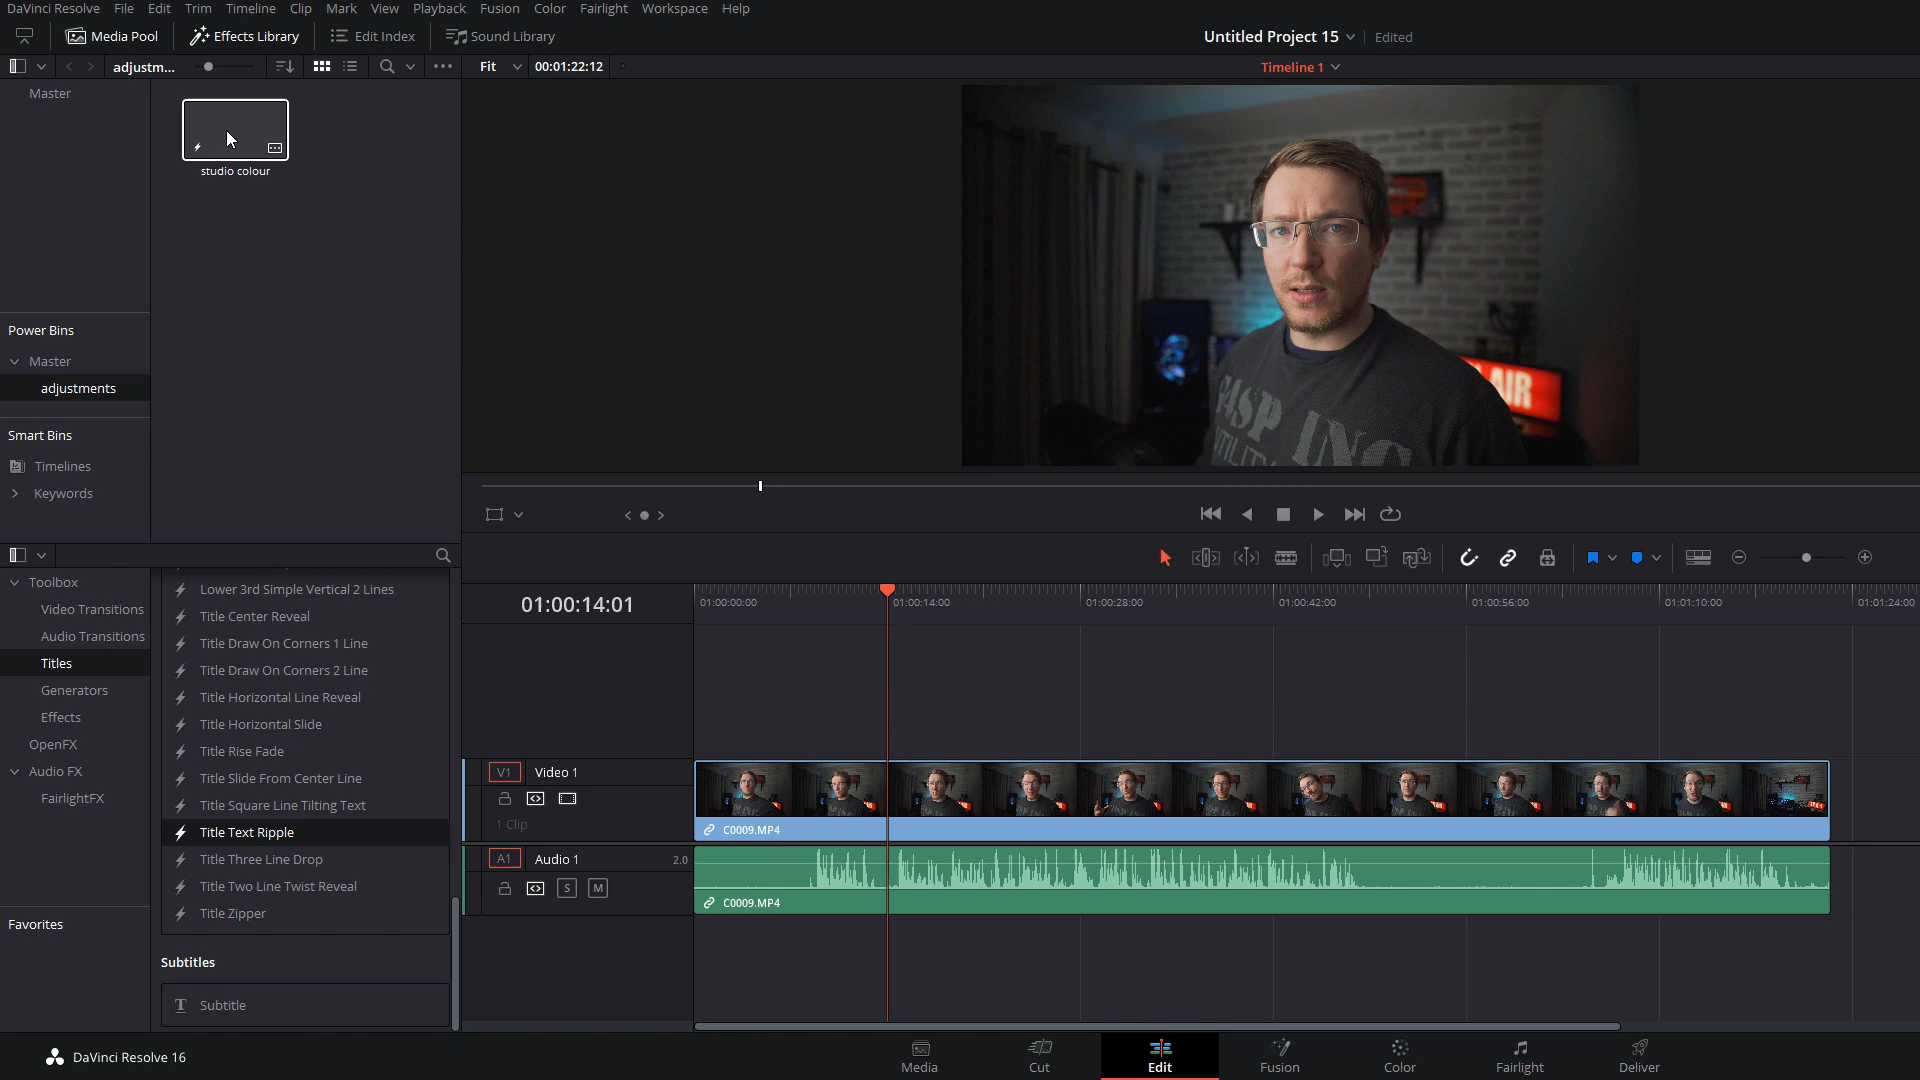 DaVinci Resolve File Edit Trim Timeline Clip Mark View Playback Fusion Color Fairlight Workspace Help
Media Pool Effects Library Edit Index Sound Library
Untitled Project 15 Edited
adjustm...
Fit 00:01:22:12
Timeline 1
Master
studio colour
Power Bins
Master
adjustments
Smart Bins
Timelines
Keywords
AIR
GASP INC
UTILITY
Toolbox
Video Transitions
Audio Transitions
Titles
Generators
Effects
OpenFX
Audio FX
FairlightFX
Favorites
Lower 3rd Simple Vertical 2 Lines
Title Center Reveal
Title Draw On Corners 1 Line
Title Draw On Corners 2 Line
Title Horizontal Line Reveal
Title Horizontal Slide
Title Rise Fade
Title Slide From Center Line
Title Square Line Tilting Text
Title Text Ripple
Title Three Line Drop
Title Two Line Twist Reveal
Title Zipper
Subtitles
T Subtitle
01:00:14:01
01:00:00:00 01:00:14:00 01:00:28:00 01:00:42:00 01:00:56:00 01:01:10:00 01:01:24:00
V1 Video 1
1 Clip
C0009.MP4
A1 Audio 1 2.0
S M
C0009.MP4
DaVinci Resolve 16
Media Cut Edit Fusion Color Fairlight Deliver